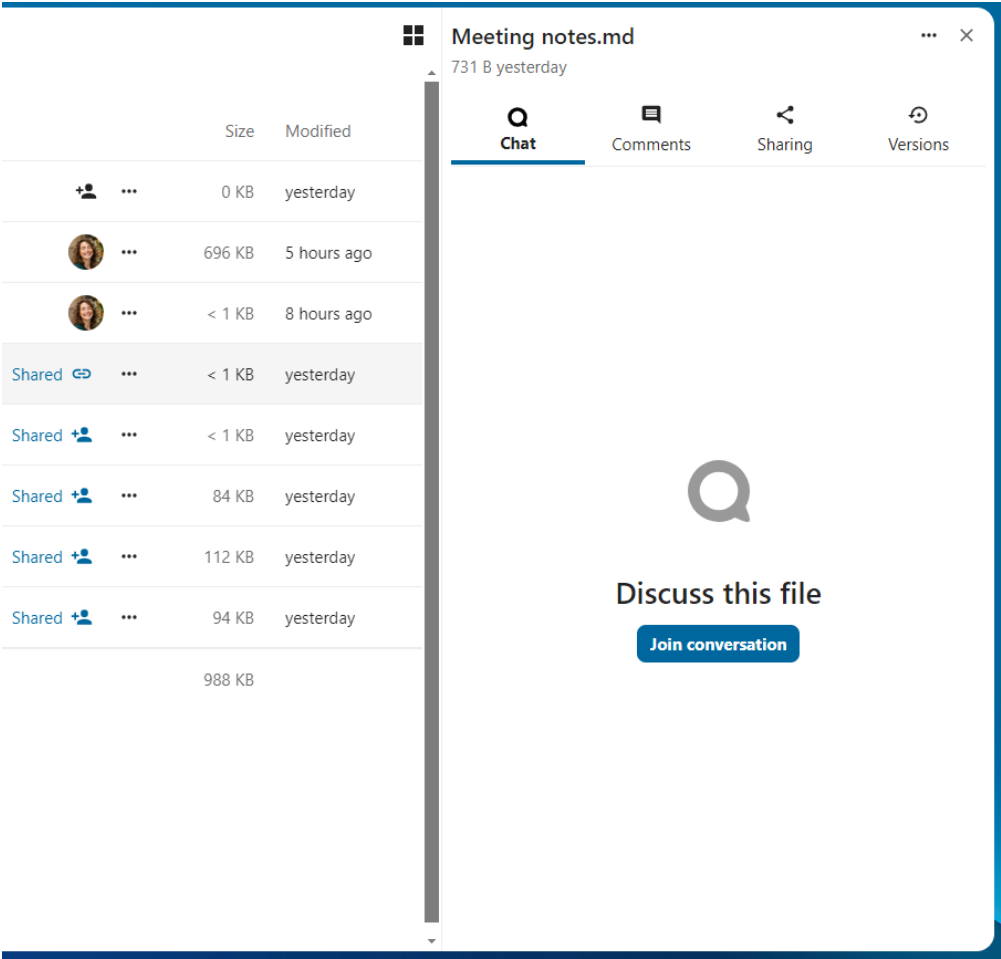 Meeting notes.md
731 B yesterday
Chat Comments Sharing Versions
Size Modified
0 KB yesterday
696 KB 5 hours ago
< 1 KB 8 hours ago
Shared < 1 KB yesterday
Shared < 1 KB yesterday
Shared 84 KB yesterday
Shared 112 KB yesterday
Shared 94 KB yesterday
988 KB
Discuss this file
Join conversation